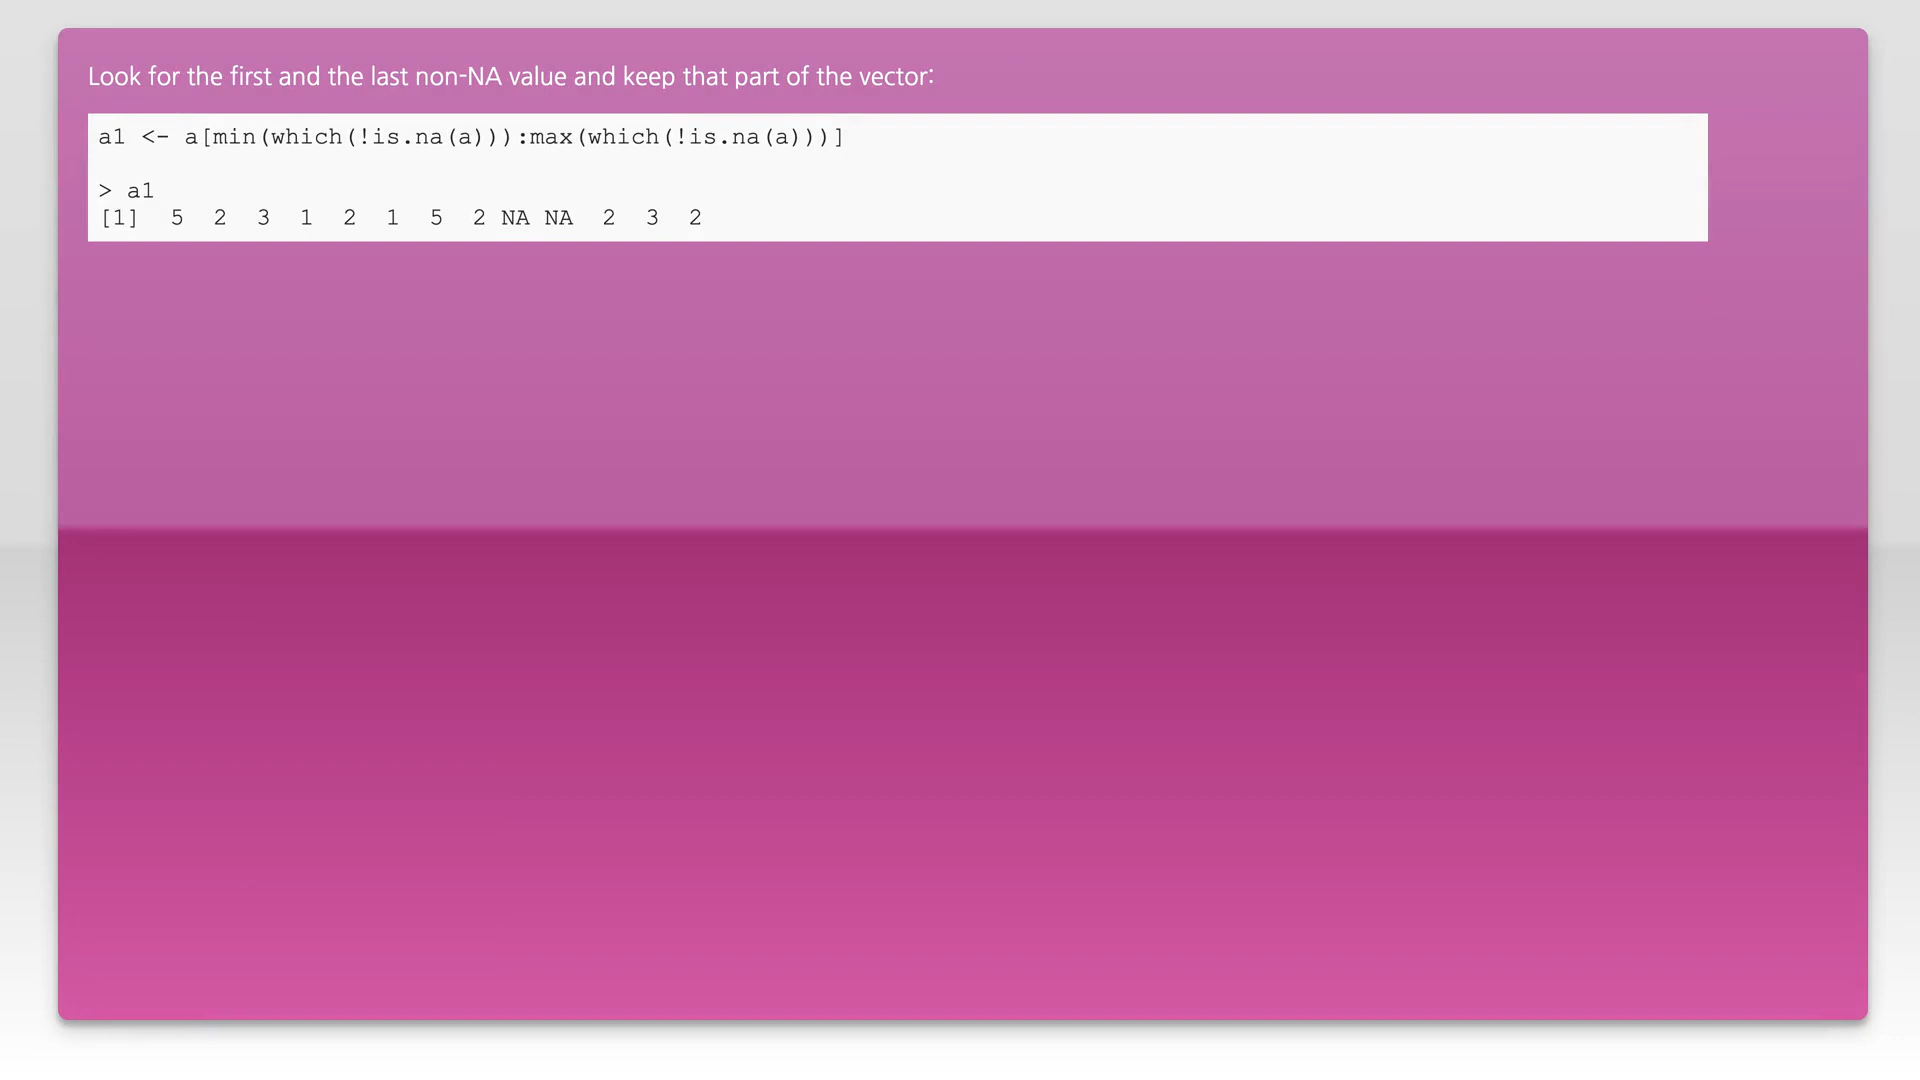 Look for the first and the last non-NA value and keep that part of the vector:
a1 <- a[min(which(!is.na(a))):max(which(!is.na(a)))]
> a1
[1]  5  2  3  1  2  1  5  2 NA NA  2  3  2